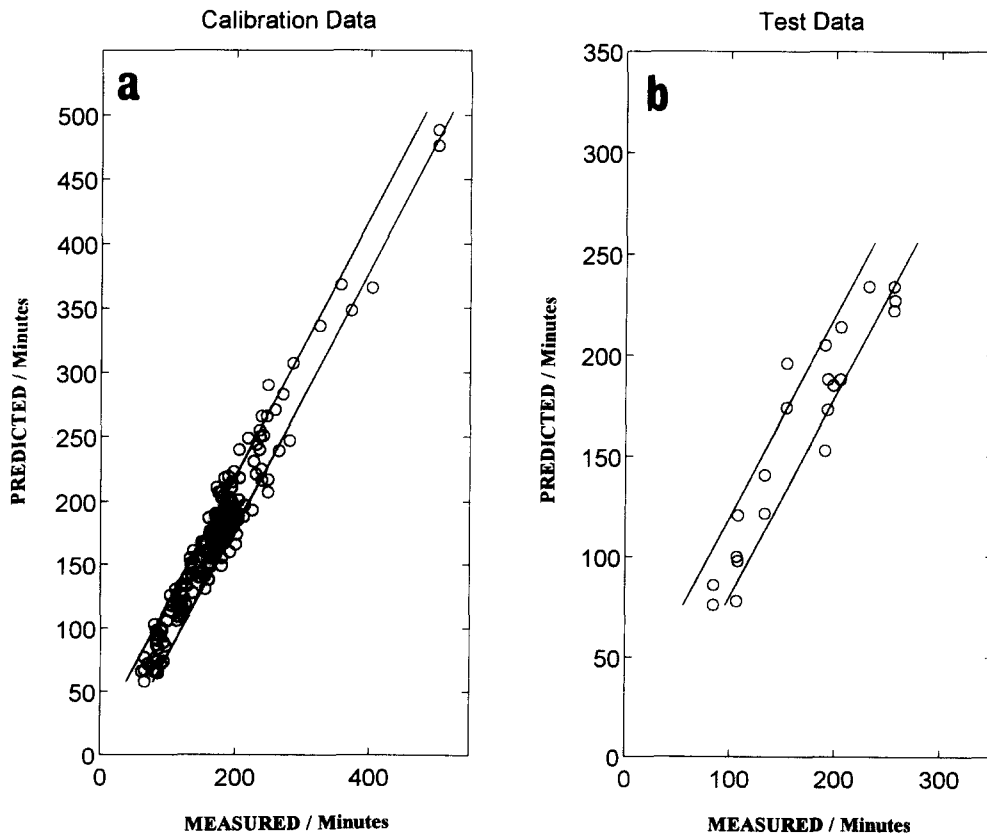 Calibration Data
a
500
450
400
350
300
250
200
150
100
50
0
0 200 400
PREDICTED / Minutes
MEASURED / Minutes
Test Data
b
350
300
250
200
150
100
50
0
0 100 200 300
PREDICTED / Minutes
MEASURED / Minutes